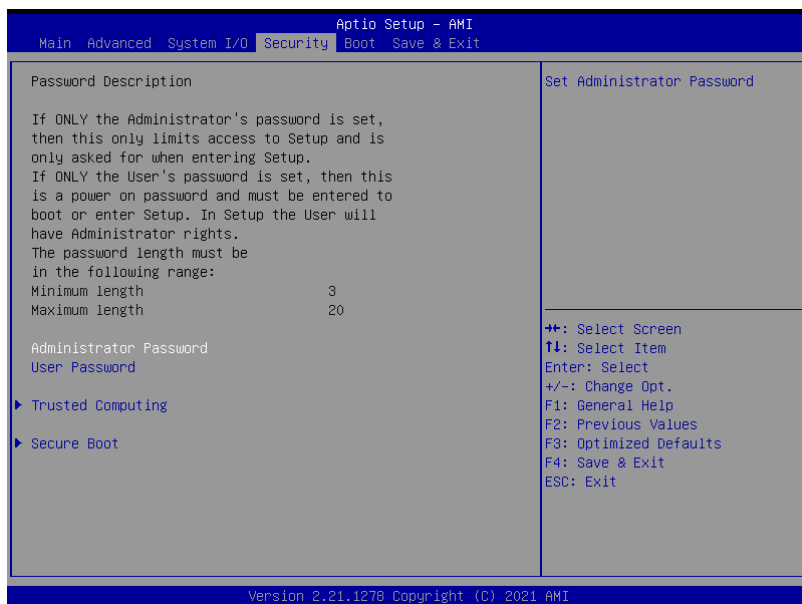 Aptio Setup – AMI
Main Advanced System I/O Security Boot Save & Exit
Password Description
If ONLY the Administrator's password is set,
then this only limits access to Setup and is
only asked for when entering Setup.
If ONLY the User's password is set, then this
is a power on password and must be entered to
boot or enter Setup. In Setup the User will
have Administrator rights.
The password length must be
in the following range:
Minimum length 3
Maximum length 20
Administrator Password
User Password
Trusted Computing
Secure Boot
Set Administrator Password
→←: Select Screen
↑↓: Select Item
Enter: Select
+/-: Change Opt.
F1: General Help
F2: Previous Values
F3: Optimized Defaults
F4: Save & Exit
ESC: Exit
Version 2.21.1278 Copyright (C) 2021 AMI